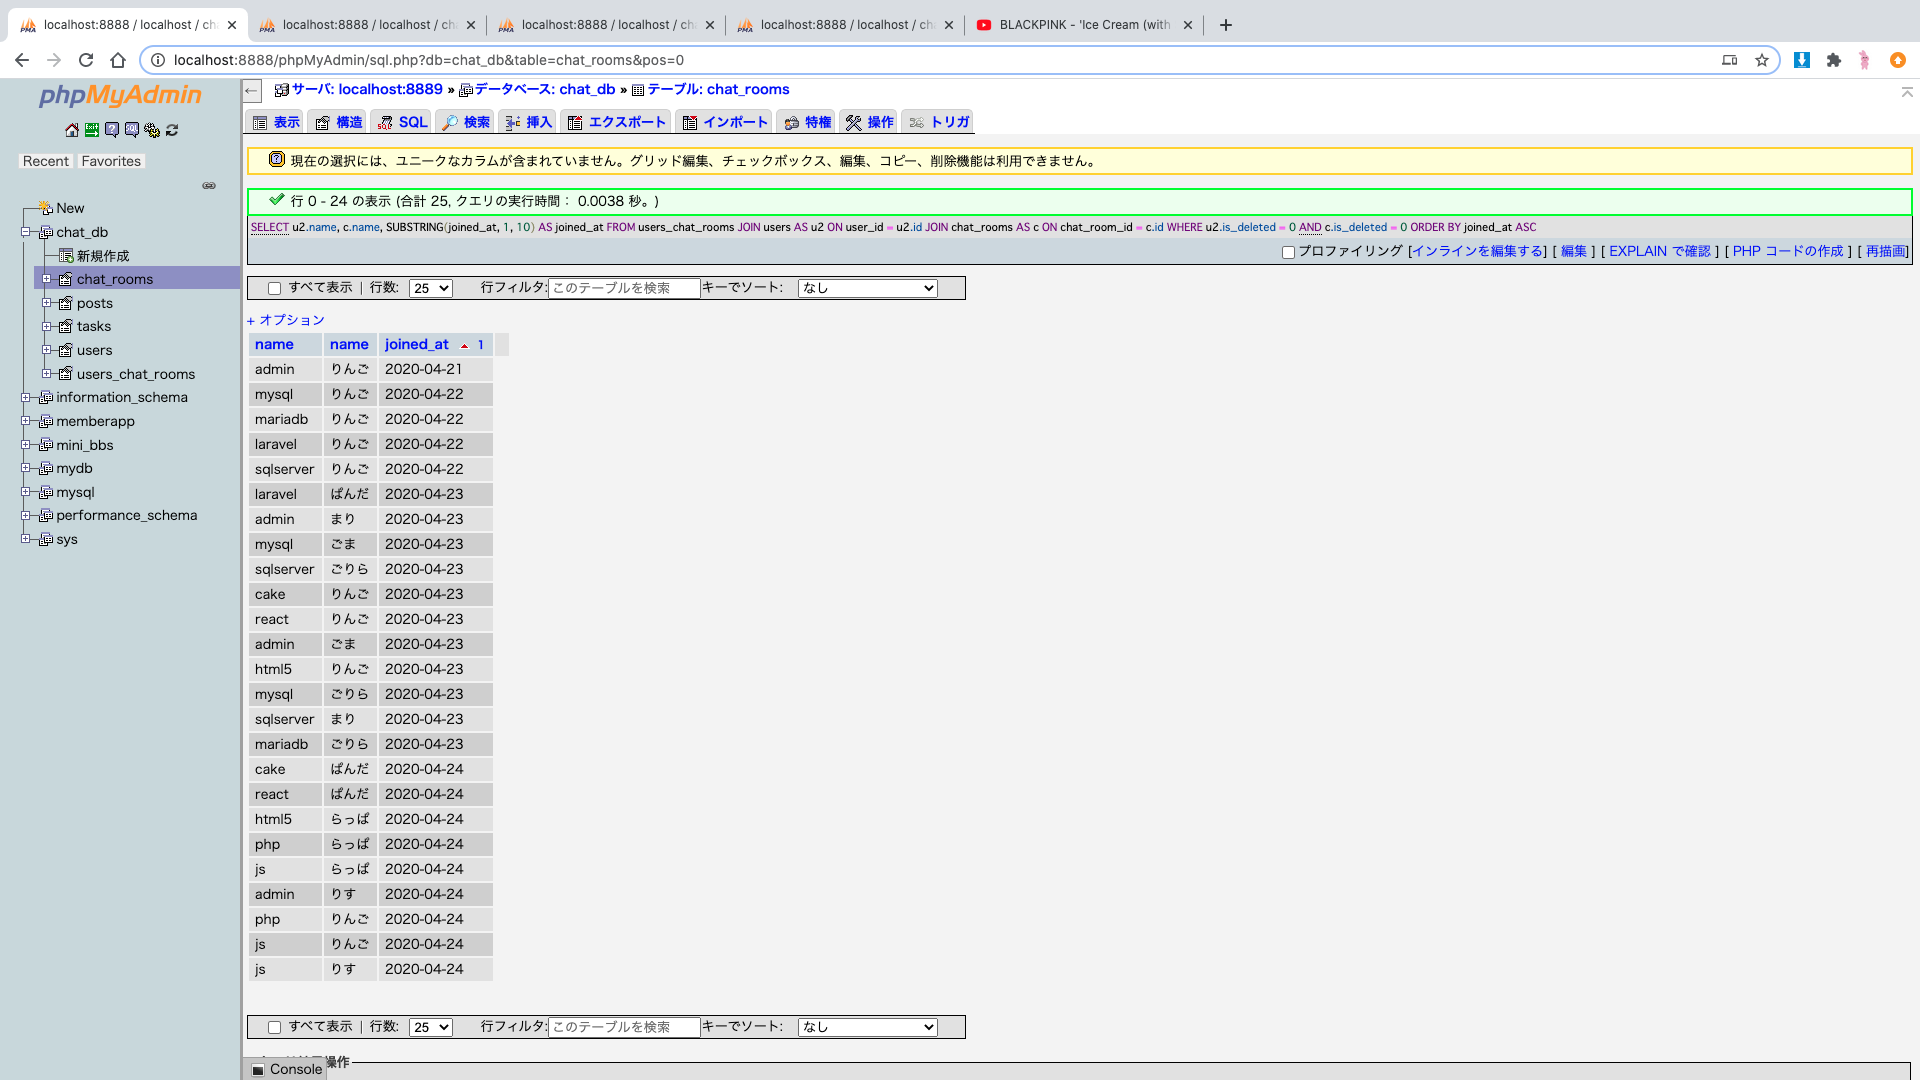 localhost:8888 / localhost / ch
localhost:8888 / localhost / cha
localhost:8888 / localhost / cha
localhost:8888 / localhost / cha
BLACKPINK - 'Ice Cream (with
localhost:8888/phpMyAdmin/sql.php?db=chat_db&table=chat_rooms&pos=0
phpMyAdmin
Recent
Favorites
New
chat_db
新規作成
chat_rooms
posts
tasks
users
users_chat_rooms
information_schema
memberapp
mini_bbs
mydb
mysql
performance_schema
sys
サーバ: localhost:8889 » データベース: chat_db » テーブル: chat_rooms
表示 構造 SQL 検索 挿入 エクスポート インポート 特権 操作 トリガ
現在の選択には、ユニークなカラムが含まれていません。グリッド編集、チェックボックス、編集、コピー、削除機能は利用できません。
行 0 - 24 の表示 (合計 25, クエリの実行時間： 0.0038 秒。)
SELECT u2.name, c.name, SUBSTRING(joined_at, 1, 10) AS joined_at FROM users_chat_rooms JOIN users AS u2 ON user_id = u2.id JOIN chat_rooms AS c ON chat_room_id = c.id WHERE u2.is_deleted = 0 AND c.is_deleted = 0 ORDER BY joined_at ASC
プロファイリング [インラインを編集する] [ 編集 ] [ EXPLAIN で確認 ] [ PHP コードの作成 ] [ 再描画]
すべて表示 | 行数: 25 行フィルタ: このテーブルを検索 キーでソート: なし
+ オプション
name name joined_at 1
admin りんご 2020-04-21
mysql りんご 2020-04-22
mariadb りんご 2020-04-22
laravel りんご 2020-04-22
sqlserver りんご 2020-04-22
laravel ぱんだ 2020-04-23
admin まり 2020-04-23
mysql ごま 2020-04-23
sqlserver ごりら 2020-04-23
cake りんご 2020-04-23
react りんご 2020-04-23
admin ごま 2020-04-23
html5 りんご 2020-04-23
mysql ごりら 2020-04-23
sqlserver まり 2020-04-23
mariadb ごりら 2020-04-23
cake ぱんだ 2020-04-24
react ぱんだ 2020-04-24
html5 らっぱ 2020-04-24
php らっぱ 2020-04-24
js らっぱ 2020-04-24
admin りす 2020-04-24
php りんご 2020-04-24
js りんご 2020-04-24
js りす 2020-04-24
すべて表示 | 行数: 25 行フィルタ: このテーブルを検索 キーでソート: なし
操作
Console